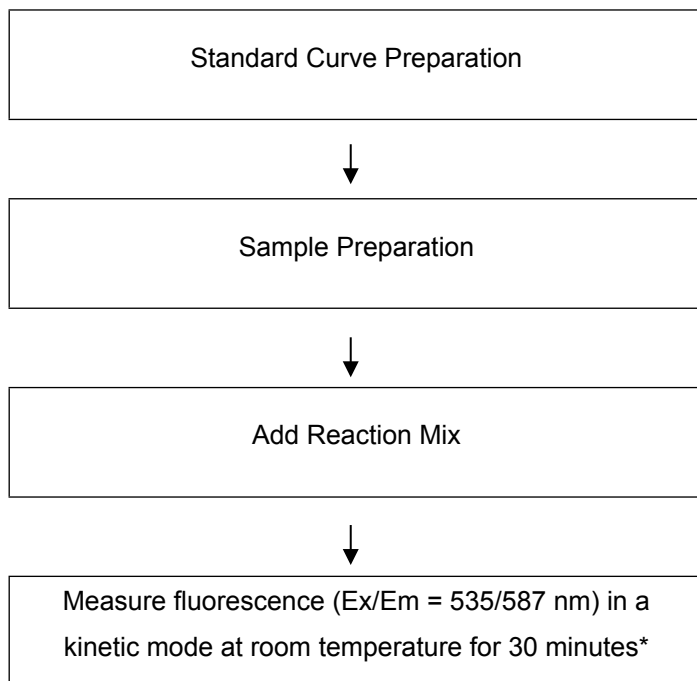 Standard Curve Preparation
Sample Preparation
Add Reaction Mix
Measure fluorescence (Ex/Em = 535/587 nm) in a
kinetic mode at room temperature for 30 minutes*